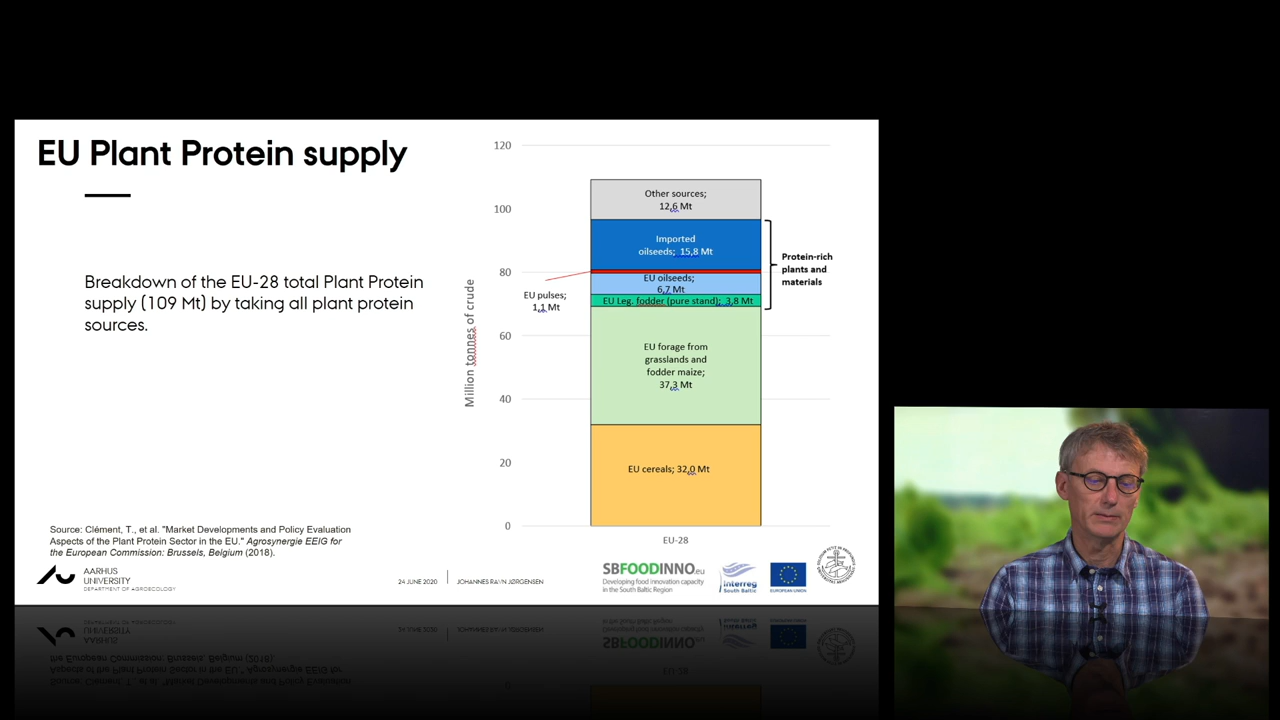 EU Plant Protein supply
Breakdown of the EU-28 total Plant Protein
supply (109 Mt) by taking all plant protein
sources.
Million tonnes of crude
120
100
80
60
40
20
0
Other sources;
12,6 Mt
Imported
oilseeds; 15,8 Mt
EU oilseeds;
6,7 Mt
EU pulses;
1,1 Mt
EU Leg. fodder (pure stand); 3,8 Mt
EU forage from
grasslands and
fodder maize;
37,3 Mt
EU cereals; 32,0 Mt
EU-28
Protein-rich
plants and
materials
Source: Clément, T., et al. "Market Developments and Policy Evaluation
Aspects of the Plant Protein Sector in the EU." Agrosynergie EEIG for
the European Commission: Brussels, Belgium (2018).
AARHUS
UNIVERSITY
DEPARTMENT OF AGROECOLOGY
24 JUNE 2020
JOHANNES RAVN JØRGENSEN
SBFOODINNO.eu
Developing food innovation capacity
in the South Baltic Region
Interreg
South Baltic
EUROPEAN UNION